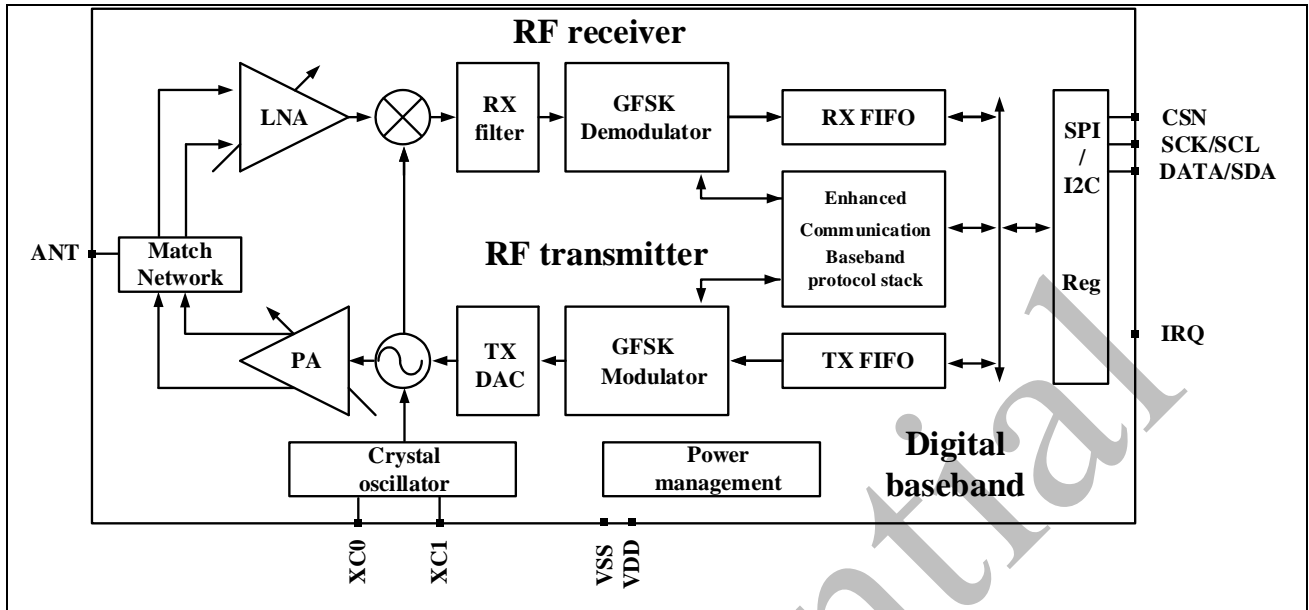 RF receiver
LNA
RX
filter
GFSK
Demodulator
RX FIFO
SPI
/
I2C
Reg
CSN
SCK/SCL
DATA/SDA
IRQ
Enhanced
Communication
Baseband
protocol stack
ANT
Match
Network
RF transmitter
PA
TX
DAC
GFSK
Modulator
TX FIFO
Crystal
oscillator
Power
management
Digital
baseband
XC0
XC1
VSS
VDD
ential